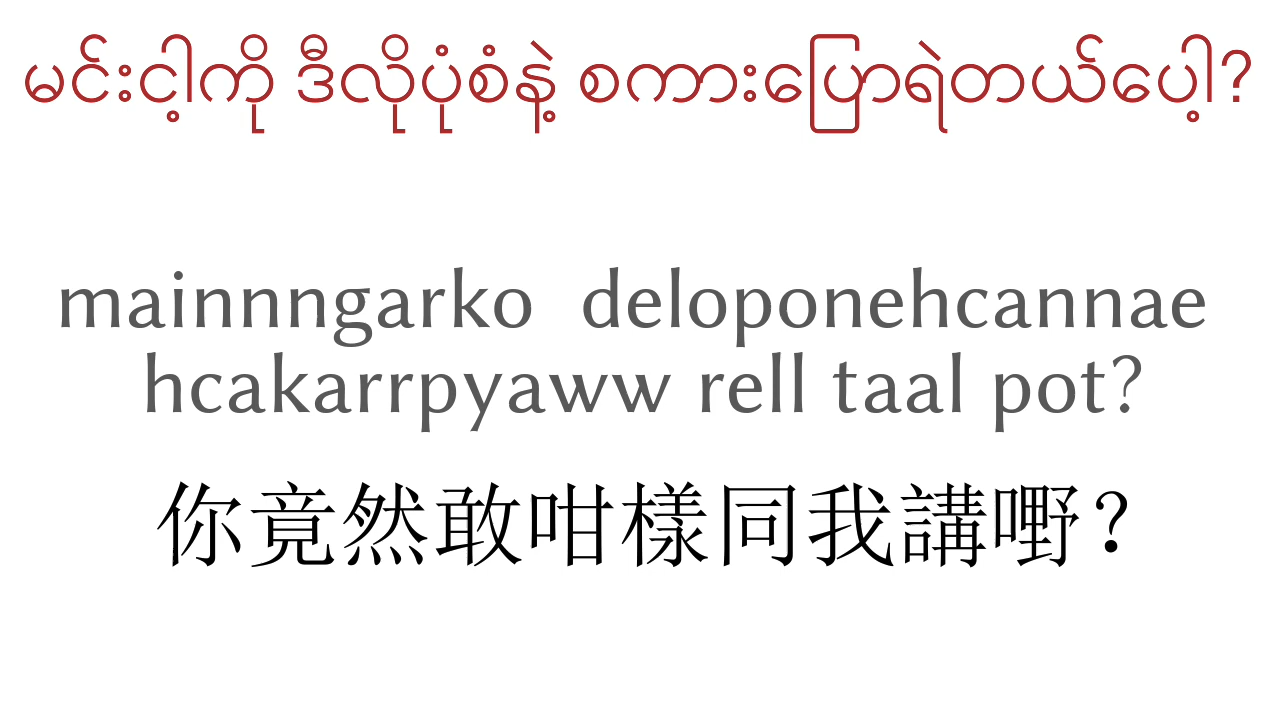 မင်းငါ့ကို ဒီလိုပုံစံနဲ့ စကားပြောရဲတယ်ပေါ့?
mainnngarko deloponehcannae
hcakarrpyaww rell taal pot?
你竟然敢咁樣同我講嘢？